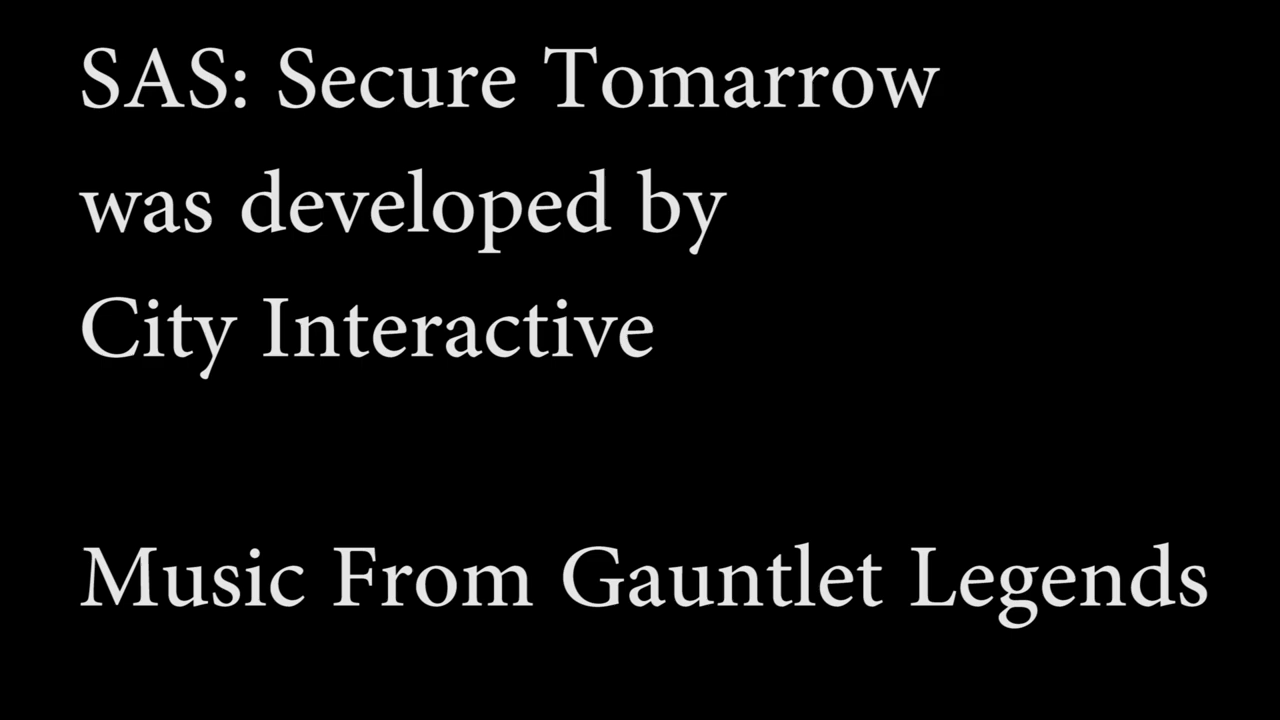 SAS: Secure Tomarrow
was developed by
City Interactive
Music From Gauntlet Legends